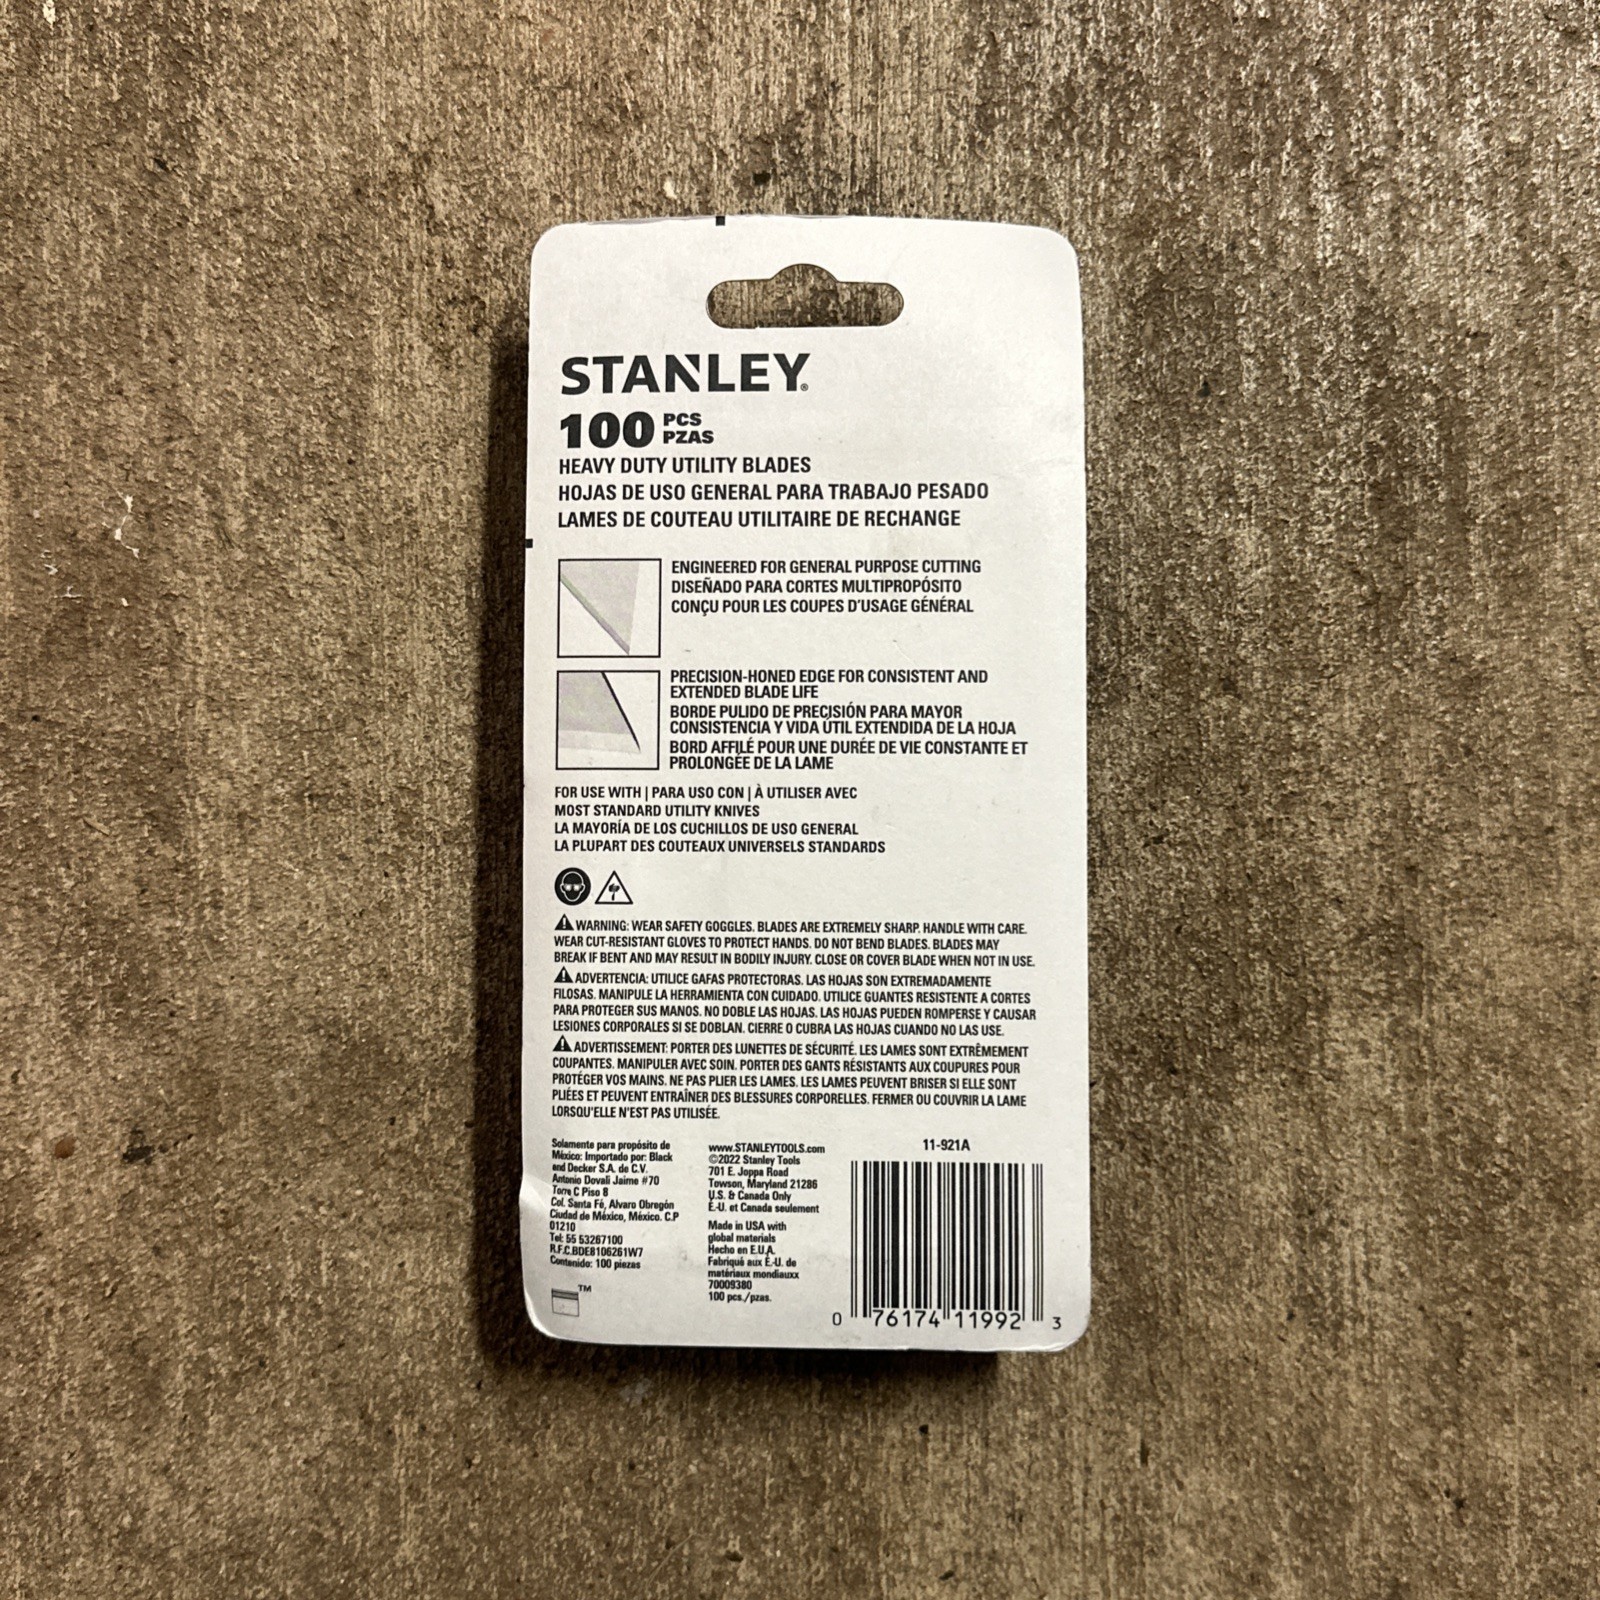 STANLEY®
100 PCS
PZAS
HEAVY DUTY UTILITY BLADES
HOJAS DE USO GENERAL PARA TRABAJO PESADO
LAMES DE COUTEAU UTILITAIRE DE RECHANGE
ENGINEERED FOR GENERAL PURPOSE CUTTING
DISEÑADO PARA CORTES MULTIPROPÓSITO
CONÇU POUR LES COUPES D'USAGE GÉNÉRAL
PRECISION-HONED EDGE FOR CONSISTENT AND
EXTENDED BLADE LIFE
BORDE PULIDO DE PRECISIÓN PARA MAYOR
CONSISTENCIA Y VIDA ÚTIL EXTENDIDA DE LA HOJA
BORD AFFILÉ POUR UNE DURÉE DE VIE CONSTANTE ET
PROLONGÉE DE LA LAME
FOR USE WITH | PARA USO CON | À UTILISER AVEC
MOST STANDARD UTILITY KNIVES
LA MAYORÍA DE LOS CUCHILLOS DE USO GENERAL
LA PLUPART DES COUTEAUX UNIVERSELS STANDARDS
WARNING: WEAR SAFETY GOGGLES. BLADES ARE EXTREMELY SHARP. HANDLE WITH CARE.
WEAR CUT-RESISTANT GLOVES TO PROTECT HANDS. DO NOT BEND BLADES. BLADES MAY
BREAK IF BENT AND MAY RESULT IN BODILY INJURY. CLOSE OR COVER BLADE WHEN NOT IN USE.
ADVERTENCIA: UTILICE GAFAS PROTECTORAS. LAS HOJAS SON EXTREMADAMENTE
FILOSAS. MANIPULE LA HERRAMIENTA CON CUIDADO. UTILICE GUANTES RESISTENTE A CORTES
PARA PROTEGER SUS MANOS. NO DOBLE LAS HOJAS. LAS HOJAS PUEDEN ROMPERSE Y CAUSAR
LESIONES CORPORALES SI SE DOBLAN. CIERRE O CUBRA LAS HOJAS CUANDO NO LAS USE.
ADVERTISSEMENT: PORTER DES LUNETTES DE SÉCURITÉ. LES LAMES SONT EXTRÊMEMENT
COUPANTES. MANIPULER AVEC SOIN. PORTER DES GANTS RÉSISTANTS AUX COUPURES POUR
PROTÉGER VOS MAINS. NE PAS PLIER LES LAMES. LES LAMES PEUVENT BRISER SI ELLE SONT
PLIÉES ET PEUVENT ENTRAÎNER DES BLESSURES CORPORELLES. FERMER OU COUVRIR LA LAME
LORSQU'ELLE N'EST PAS UTILISÉE.
Solamente para propósito de
México: Importado por: Black
and Decker S.A. de C.V.
Antonio Dovali Jaime #70
Torre C Piso 8
Col. Santa Fé, Alvaro Obregón
Ciudad de México, México. C.P
01210
Tel: 55 53267100
R.F.C.BDE8106261W7
Contenido: 100 piezas
TM
www.STANLEYTOOLS.com
©2022 Stanley Tools
701 E. Joppa Road
Towson, Maryland 21286
U.S. & Canada Only
É.-U. et Canada seulement
Made in USA with
global materials
Hecho en E.U.A.
Fabriqué aux É.-U. de
matériaux mondiauxx
70009380
100 pcs./pzas.
11-921A
0 76174 11992 3